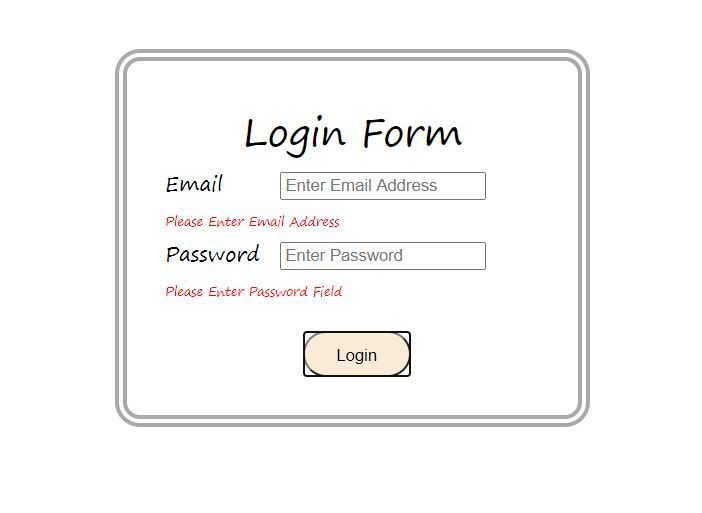 Login Form
Email Enter Email Address
Please Enter Email Address
Password Enter Password
Please Enter Password Field
Login